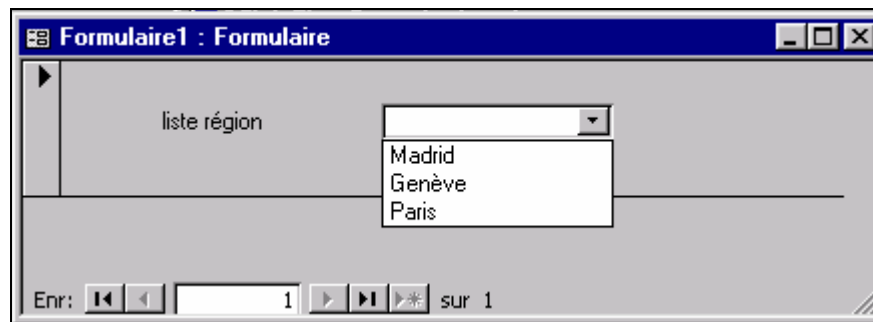 Formulaire1 : Formulaire
liste région
Madrid
Genève
Paris
Enr: 1 sur 1